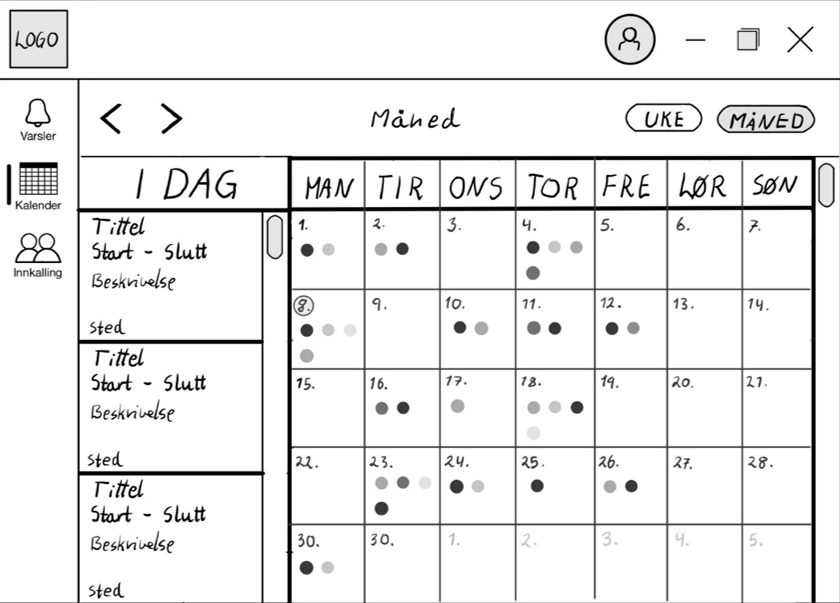 LOGO
Måned
UKE
MÅNED
Varsler
Kalender
Innkalling
I DAG
Tittel
Start - Slutt
Beskrivelse
sted
Tittel
Start - Slutt
Beskrivelse
sted
Tittel
Start - Slutt
Beskrivelse
sted
MAN TIR ONS TOR FRE LØR SØN
1. 2. 3. 4. 5. 6. 7.
8. 9. 10. 11. 12. 13. 14.
15. 16. 17. 18. 19. 20. 21.
22. 23. 24. 25. 26. 27. 28.
30. 30. 1. 2. 3. 4. 5.